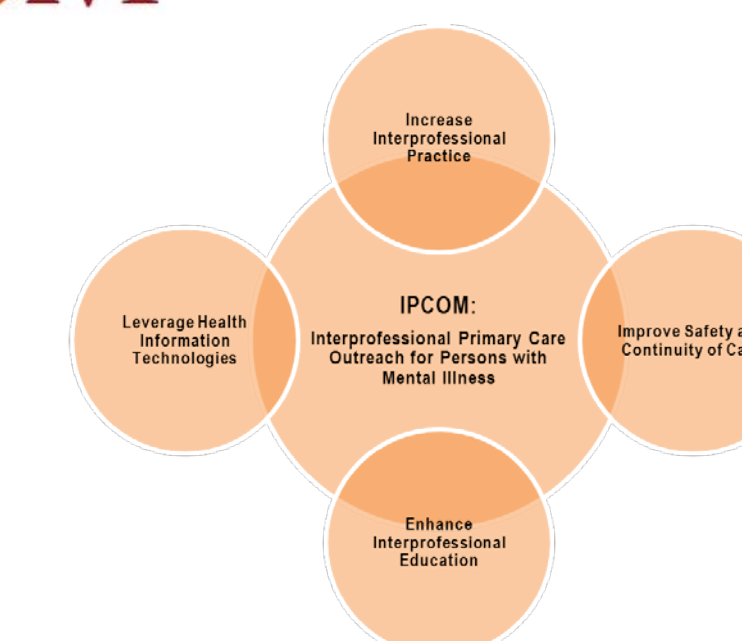 Increase
Interprofessional
Practice
Leverage Health
Information
Technologies
IPCOM:
Interprofessional Primary Care
Outreach for Persons with
Mental Illness
Improve Safety
Continuity of
Enhance
Interprofessional
Education